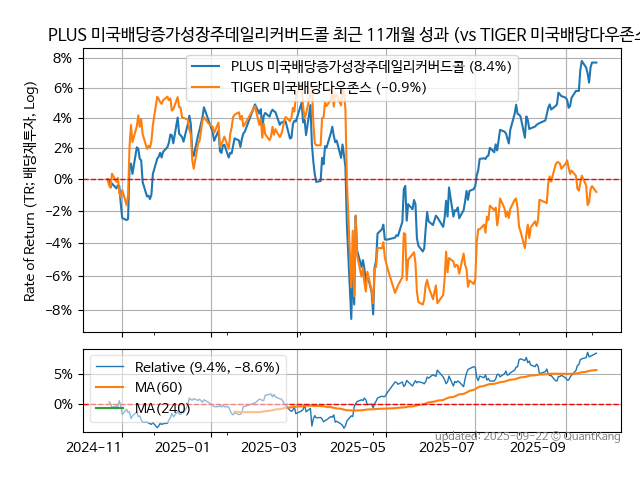 PLUS 미국배당증가성장주데일리커버드콜 최근 11개월 성과 (vs TIGER 미국배당다우존스
PLUS 미국배당증가성장주데일리커버드콜 (8.4%)
TIGER 미국배당다우존스 (−0.9%)
Rate of Return (TR: 배당재투자, Log)
8%
6%
4%
2%
0%
−2%
−4%
−6%
−8%
Relative (9.4%, −8.6%)
MA(60)
MA(240)
5%
0%
2024−11
2025−01
2025−03
2025−05
2025−07
2025−09
updated: 2025−09−22 © QuantKang